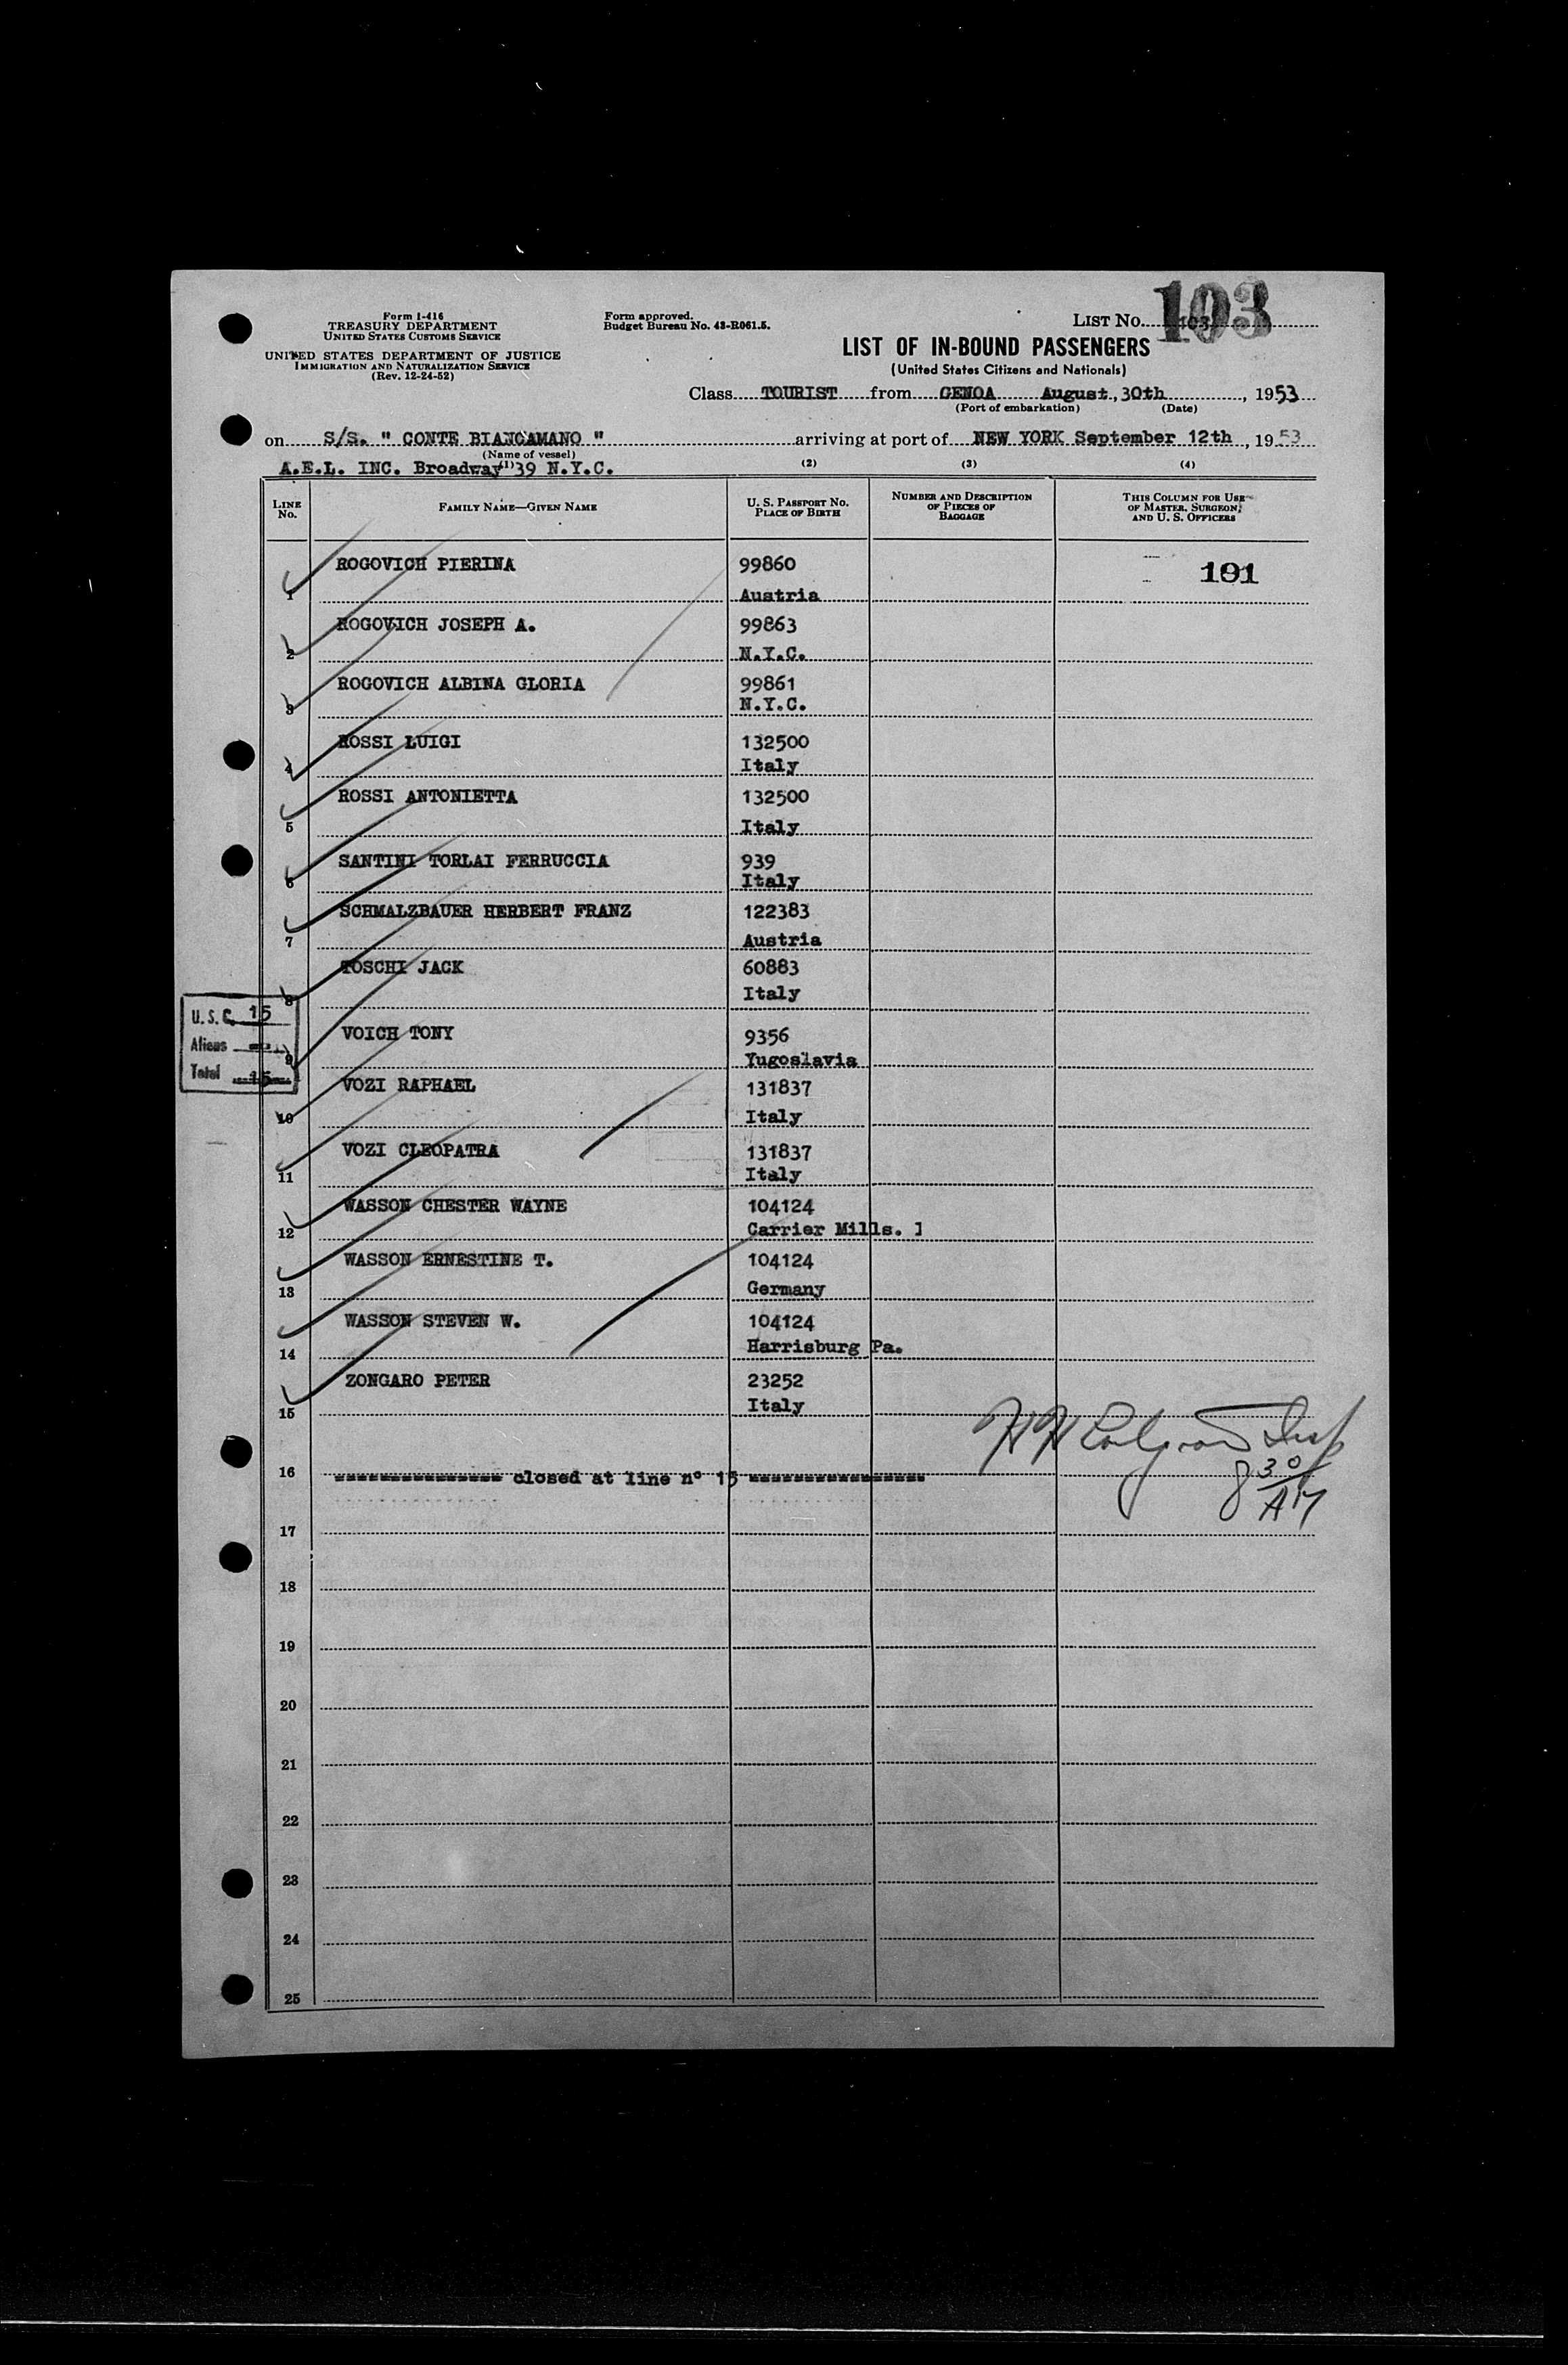 Form I-416
TREASURY DEPARTMENT
UNITED STATES CUSTOMS SERVICE
UNITED STATES DEPARTMENT OF JUSTICE
IMMIGRATION AND NATURALIZATION SERVICE
(Rev. 12-24-52)
Form approved.
Budget Bureau No. 43-R061.5.
LIST No. 103
103
LIST OF IN-BOUND PASSENGERS
(United States Citizens and Nationals)
Class TOURIST from GENOA August, 30th, 1953
(Port of embarkation) (Date)
on S/S. " CONTE BIANCAMANO " arriving at port of NEW YORK September 12th, 1953
(Name of vessel)
A.E.L. INC. Broadway 39 N.Y.C.
(1) (2) (3) (4)
LINE No. FAMILY NAME—GIVEN NAME U. S. PASSPORT No. PLACE OF BIRTH NUMBER AND DESCRIPTION OF PIECES OF BAGGAGE THIS COLUMN FOR USE OF MASTER, SURGEON, AND U. S. OFFICERS
1 ROGOVICH PIERINA 99860 101
Austria
2 ROGOVICH JOSEPH A. 99863
N.Y.C.
3 ROGOVICH ALBINA GLORIA 99861
N.Y.C.
4 ROSSI LUIGI 132500
Italy
5 ROSSI ANTONIETTA 132500
Italy
6 SANTINI TORLAI FERRUCCIA 939
Italy
7 SCHMALZBAUER HERBERT FRANZ 122383
Austria
8 TOSCHI JACK 60883
Italy
U.S.C. 15
Aliens
Total 15
9 VOICH TONY 9356
Yugoslavia
10 VOZI RAPHAEL 131837
Italy
11 VOZI CLEOPATRA 131837
Italy
12 WASSON CHESTER WAYNE 104124
Carrier Mills. I
13 WASSON ERNESTINE T. 104124
Germany
14 WASSON STEVEN W. 104124
Harrisburg Pa.
15 ZONGARO PETER 23252
Italy
16 closed at line n° 15
8 30/AM
17
18
19
20
21
22
23
24
25